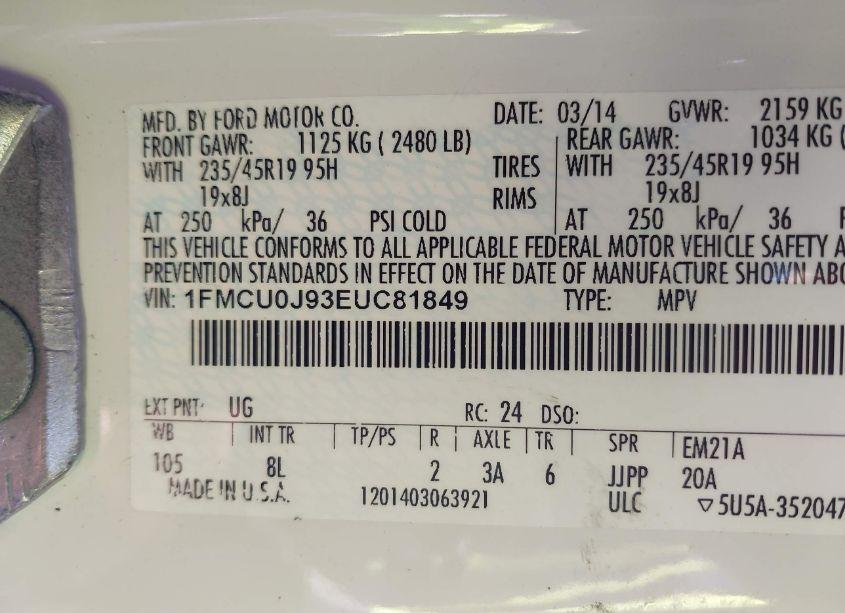 MFD. BY FORD MOTOR CO. DATE: 03/14 GVWR: 2159 KG
FRONT GAWR: 1125 KG ( 2480 LB) REAR GAWR: 1034 KG (
WITH 235/45R19 95H TIRES WITH 235/45R19 95H
19x8J RIMS 19x8J
AT 250 kPa/ 36 PSI COLD AT 250 kPa/ 36 P
THIS VEHICLE CONFORMS TO ALL APPLICABLE FEDERAL MOTOR VEHICLE SAFETY A
PREVENTION STANDARDS IN EFFECT ON THE DATE OF MANUFACTURE SHOWN ABO
VIN: 1FMCU0J93EUC81849 TYPE: MPV
EXT PNT: UG RC: 24 DSO:
WB INT TR TP/PS R AXLE TR SPR EM21A
105 8L 2 3A 6 JJPP 20A
MADE IN U.S.A. 1201403063921 ULC ▽5U5A-352047